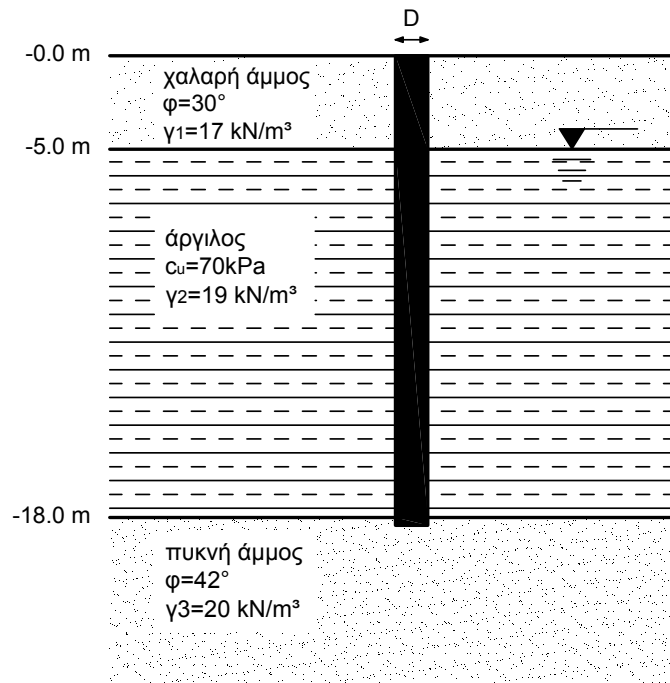 D
-0.0 m
χαλαρή άμμος
φ=30°
γ1=17 kN/m³
-5.0 m
άργιλος
cu=70kPa
γ2=19 kN/m³
-18.0 m
πυκνή άμμος
φ=42°
γ3=20 kN/m³